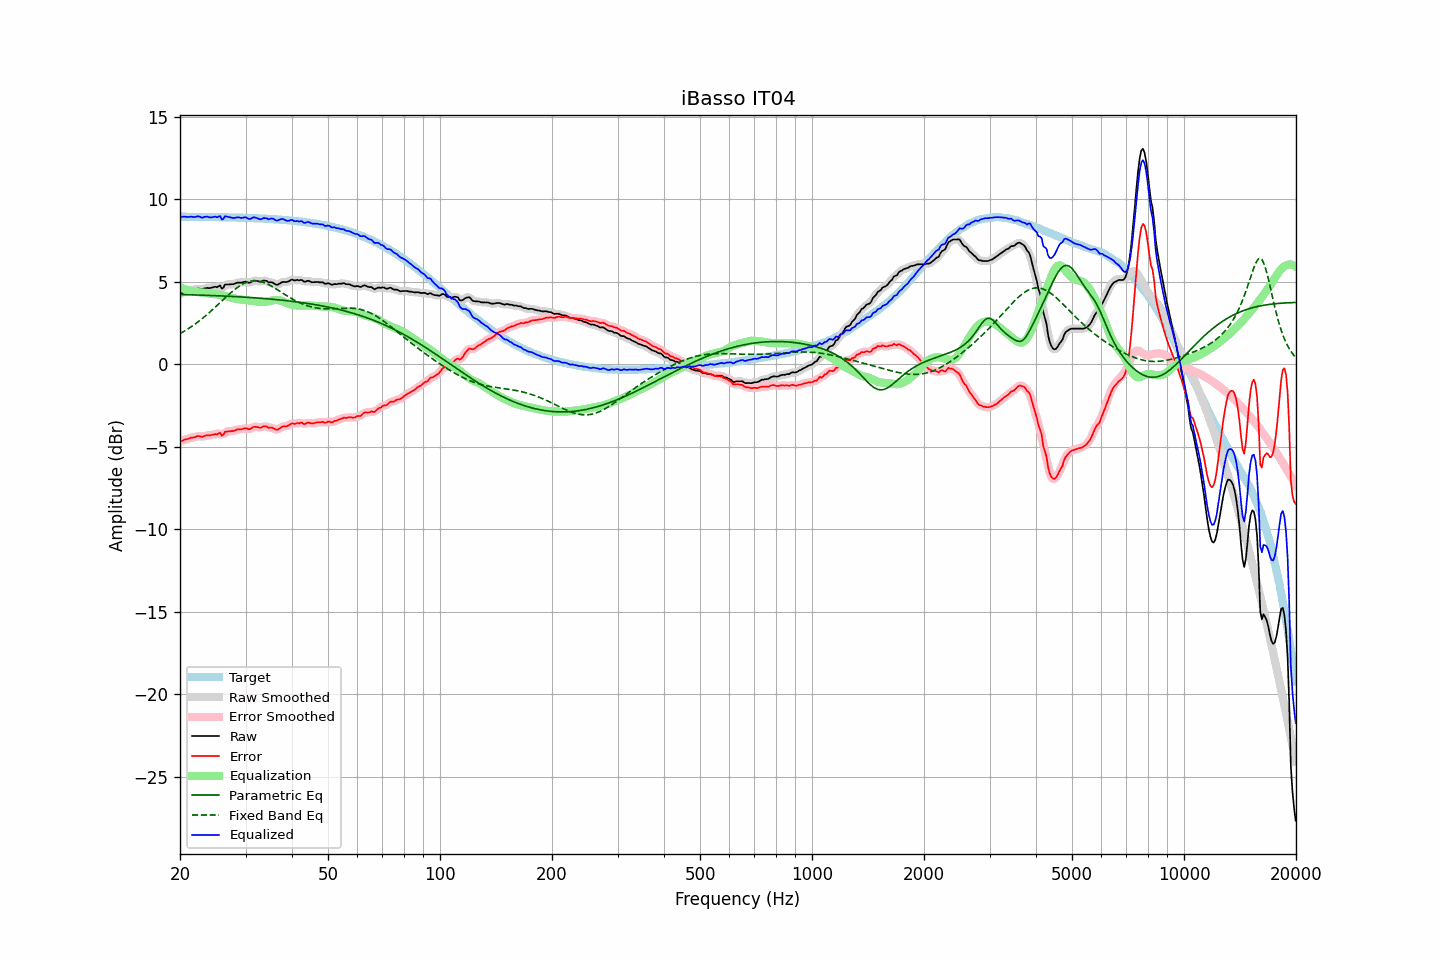 iBasso IT04
15
10
5
0
−5
−10
−15
−20
−25
Amplitude (dBr)
Target
Raw Smoothed
Error Smoothed
Raw
Error
Equalization
Parametric Eq
Fixed Band Eq
Equalized
20 50 100 200 500 1000 2000 5000 10000 20000
Frequency (Hz)